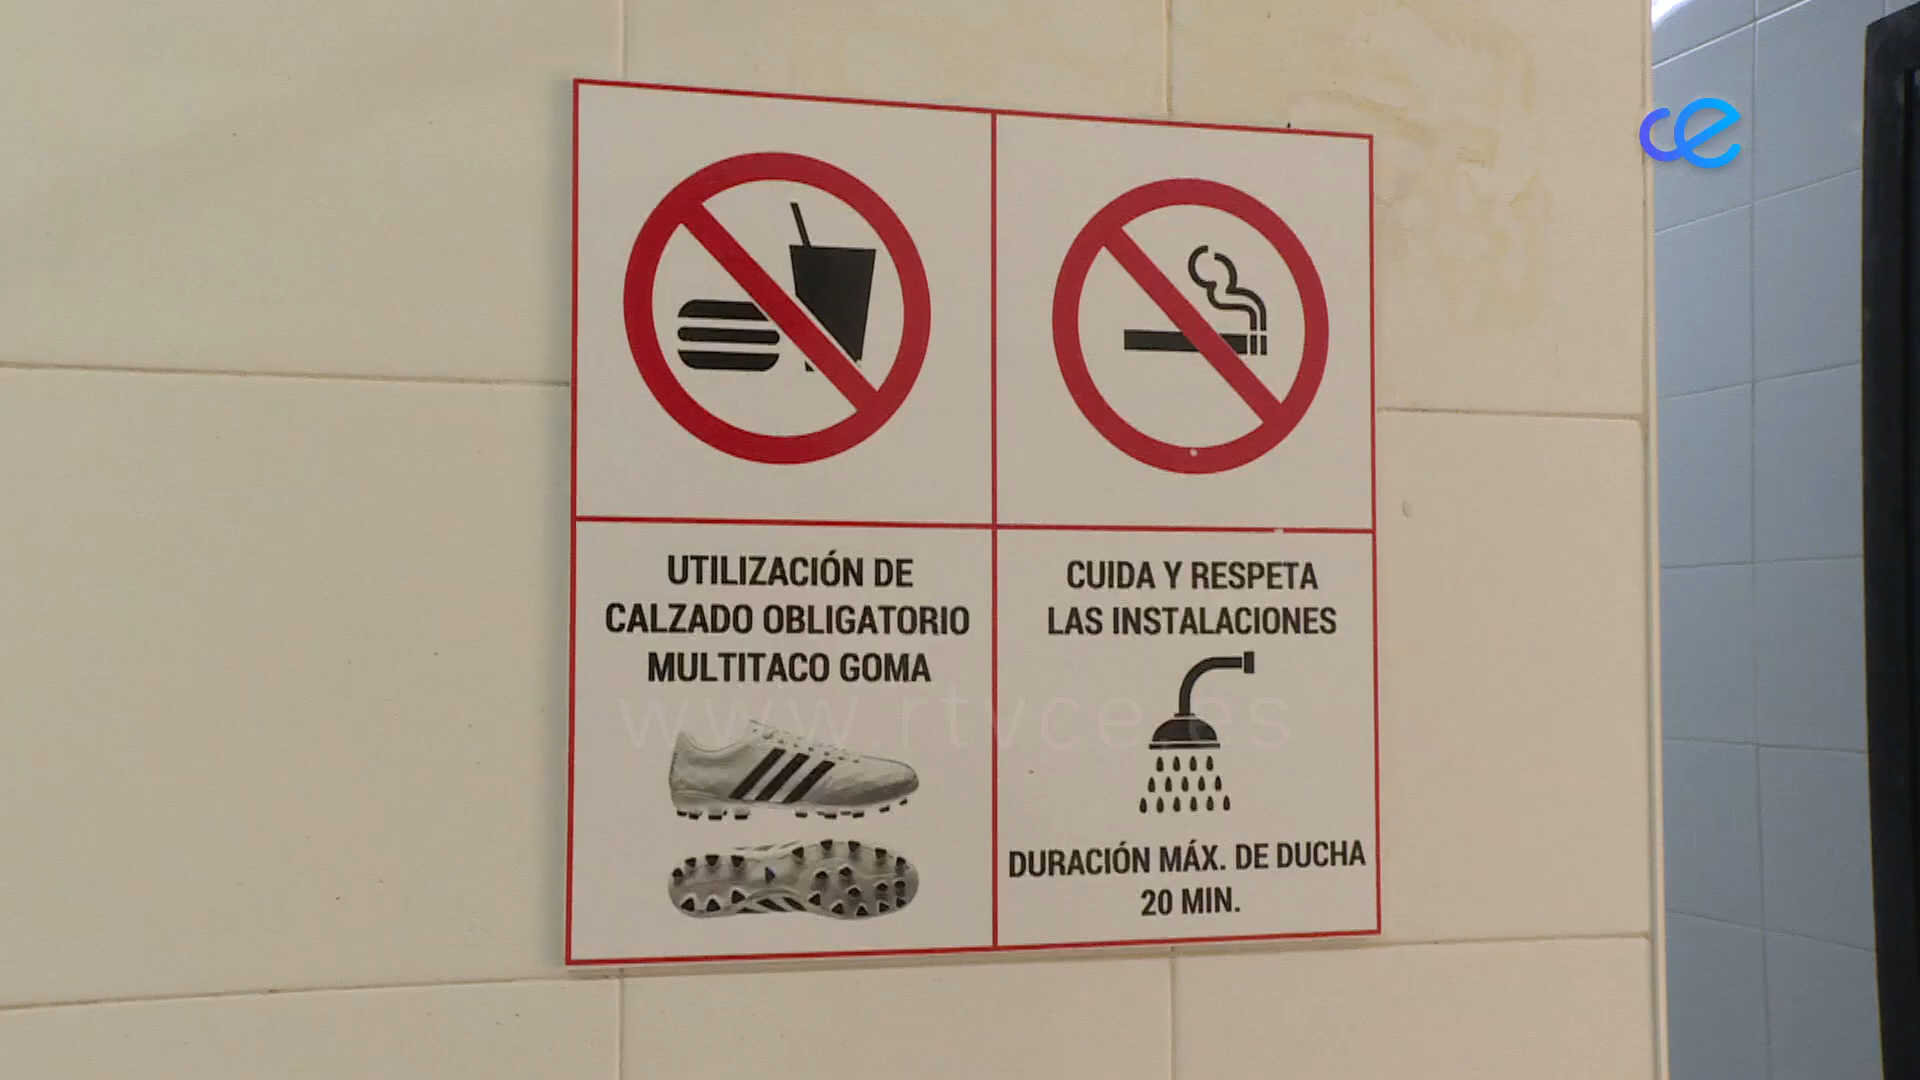 ce
UTILIZACIÓN DE
CALZADO OBLIGATORIO
MULTITACO GOMA
CUIDA Y RESPETA
LAS INSTALACIONES
DURACIÓN MÁX. DE DUCHA
20 MIN.
www.rtvce.es